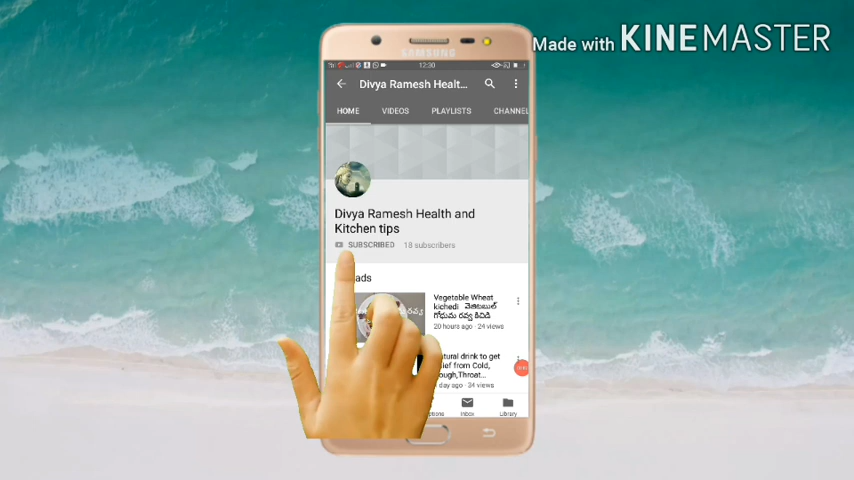 Made with KINEMASTER
SAMSUNG
12:30
Divya Ramesh Healt...
HOME VIDEOS PLAYLISTS CHANNEL
Divya Ramesh Health and
Kitchen tips
SUBSCRIBED 18 subscribers
ads
Vegetable Wheat
kichedi వెజిటబుల్
గోధుమ రవ్వ కిచిడి
20 hours ago · 24 views
atural drink to get
ief from Cold,
ough,Throat...
day ago · 34 views
Inbox
Library